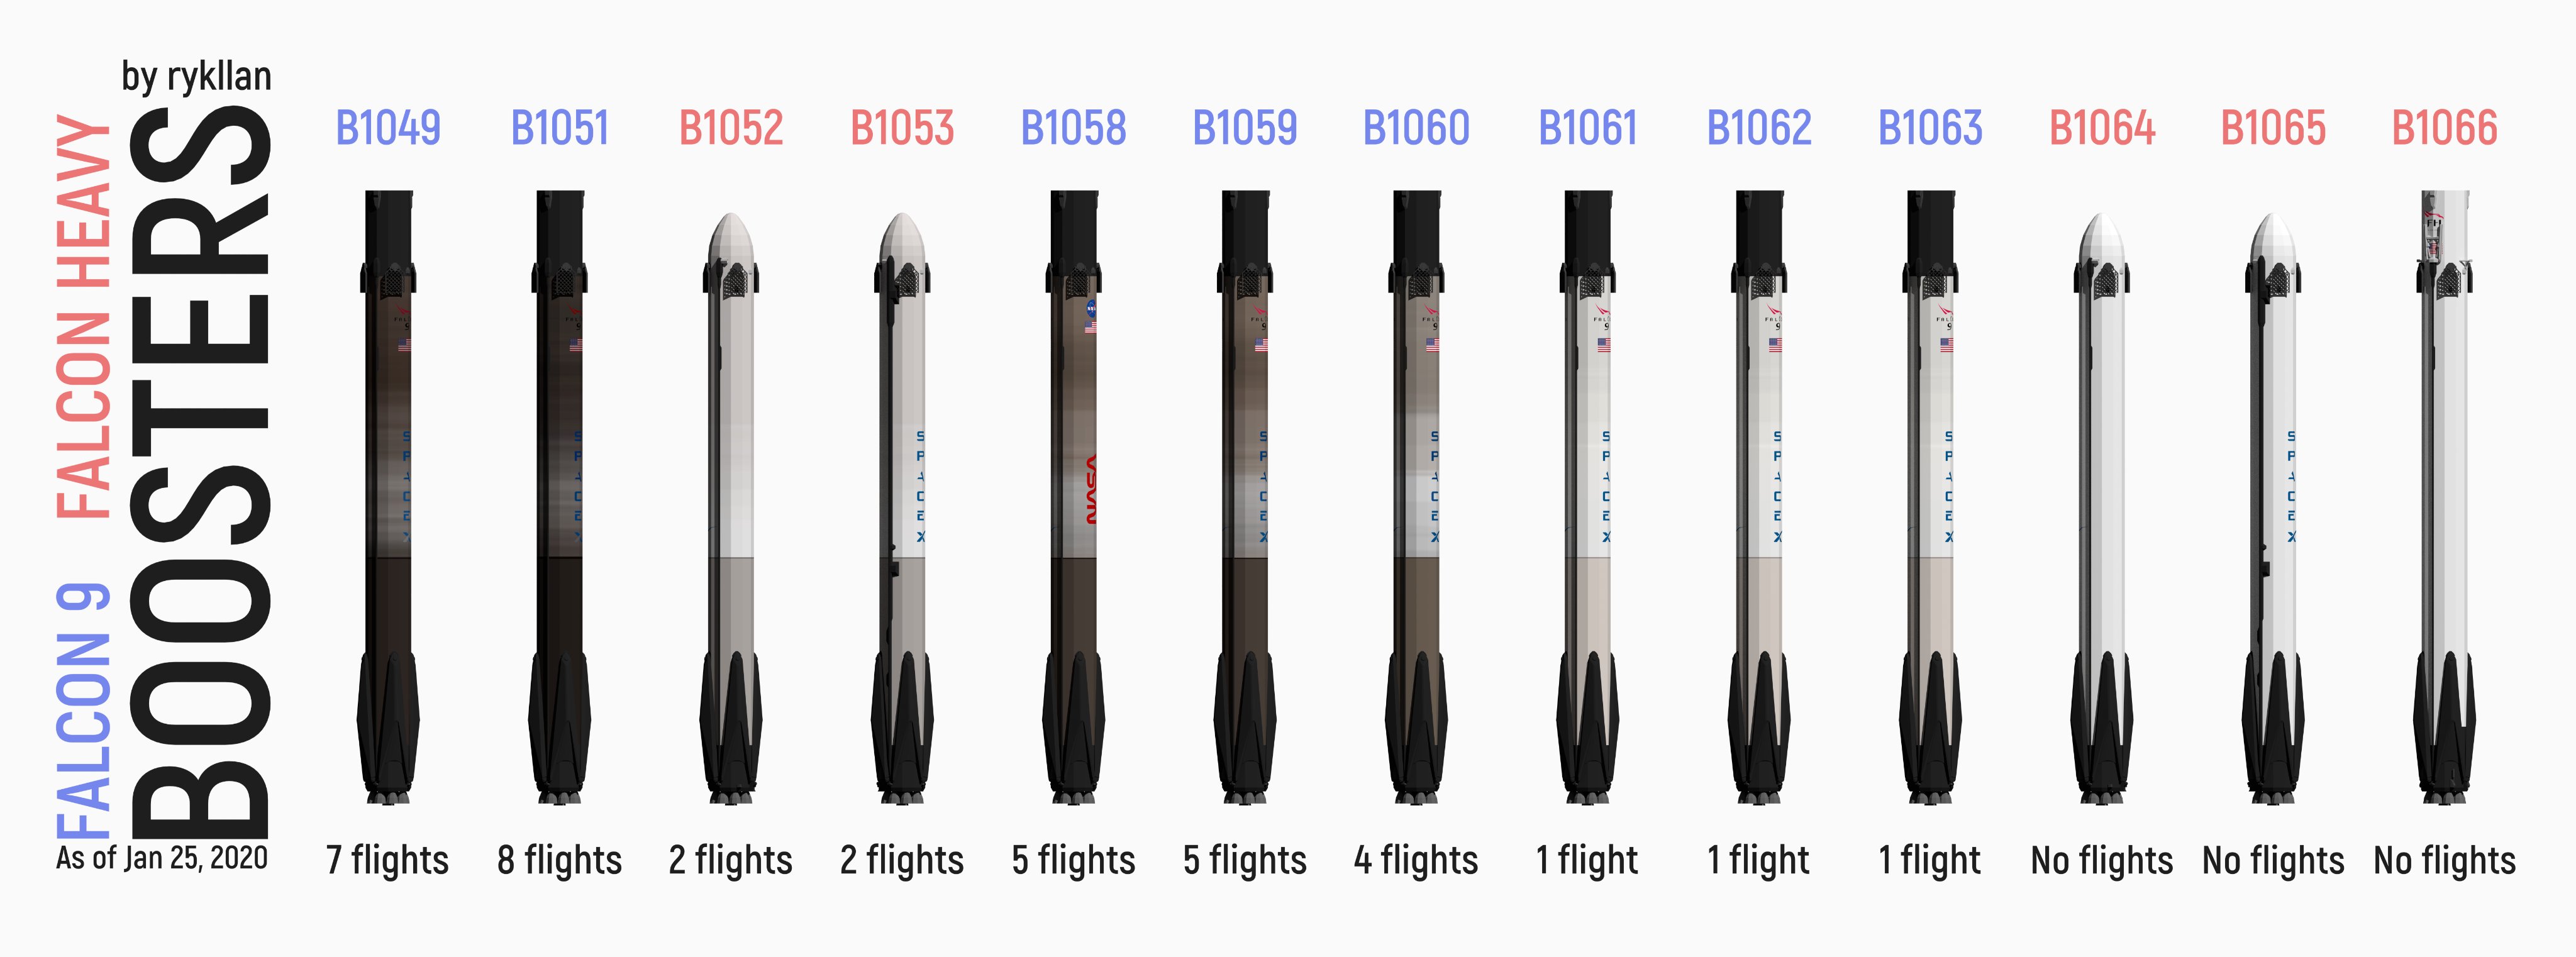 by rykllan
FALCON 9 FALCON HEAVY
BOOSTERS
As of Jan 25, 2020
B1049 B1051 B1052 B1053 B1058 B1059 B1060 B1061 B1062 B1063 B1064 B1065 B1066
7 flights 8 flights 2 flights 2 flights 5 flights 5 flights 4 flights 1 flight 1 flight 1 flight No flights No flights No flights